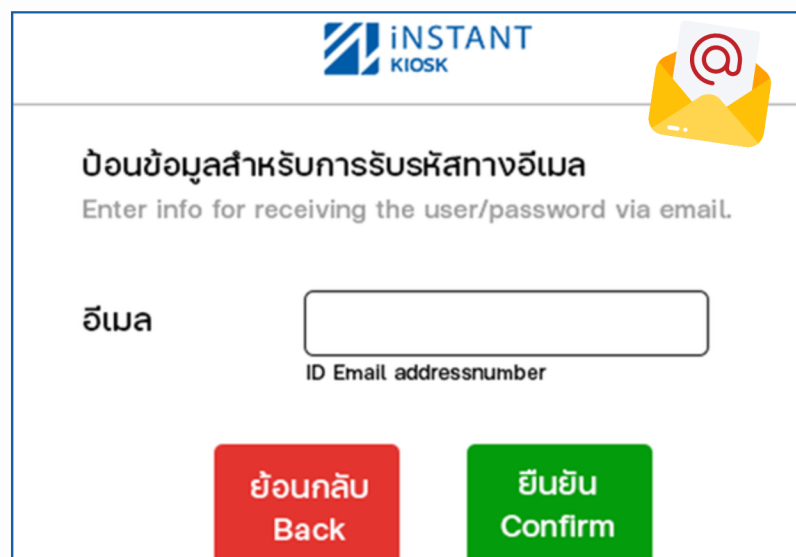 iNSTANT
KIOSK
@
ป้อนข้อมูลสำหรับการรับรหัสทางอีเมล
Enter info for receiving the user/password via email.
อีเมล
ID Email addressnumber
ย้อนกลับ
Back
ยืนยัน
Confirm